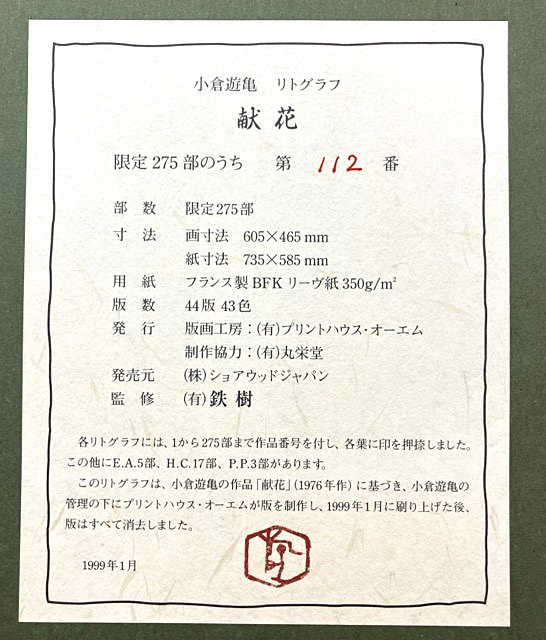 小倉遊亀 リトグラフ
献花
限定275部のうち 第 112 番
部数 限定275部
寸法 画寸法 605×465mm
紙寸法 735×585mm
用紙 フランス製BFKリーヴ紙350g/m²
版数 44版43色
発行 版画工房：(有)プリントハウス・オーエム
制作協力：(有)丸栄堂
発売元 (株)ショアウッドジャパン
監修 (有)鉄樹
各リトグラフには、1から275部まで作品番号を付し、各葉に印を押捺しました。
この他にE.A.5部、H.C.17部、P.P.3部があります。
このリトグラフは、小倉遊亀の作品「献花」(1976年作)に基づき、小倉遊亀の
管理の下にプリントハウス・オーエムが版を制作し、1999年1月に刷り上げた後、
版はすべて消去しました。
1999年1月